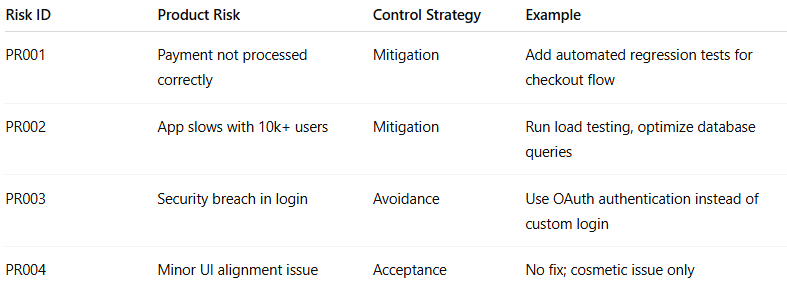 Risk ID Product Risk Control Strategy Example
PR001 Payment not processed correctly Mitigation Add automated regression tests for checkout flow
PR002 App slows with 10k+ users Mitigation Run load testing, optimize database queries
PR003 Security breach in login Avoidance Use OAuth authentication instead of custom login
PR004 Minor UI alignment issue Acceptance No fix; cosmetic issue only